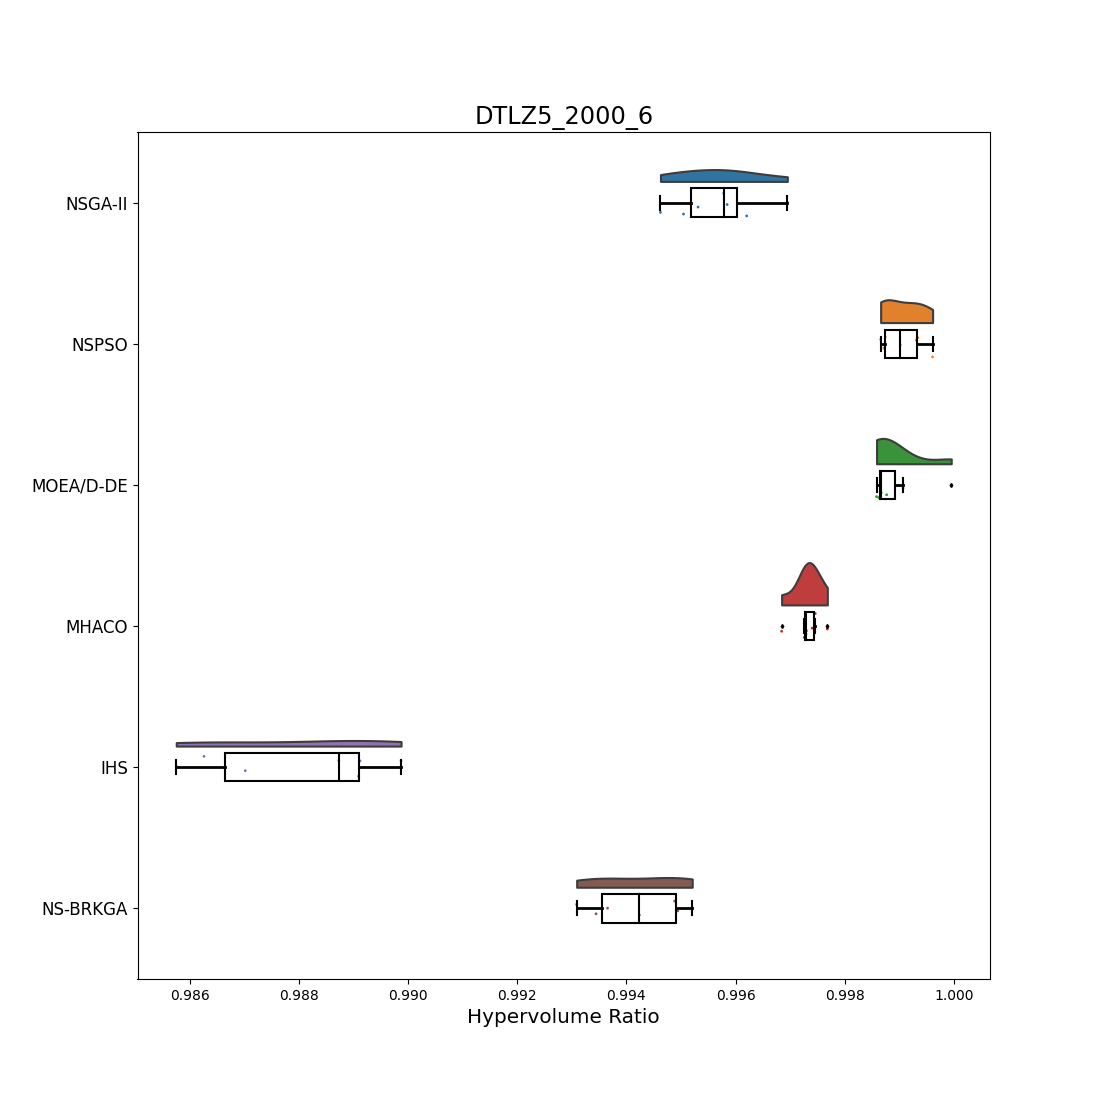 DTLZ5_2000_6
NSGA-II
NSPSO
MOEA/D-DE
MHACO
IHS
NS-BRKGA
0.986 0.988 0.990 0.992 0.994 0.996 0.998 1.000
Hypervolume Ratio